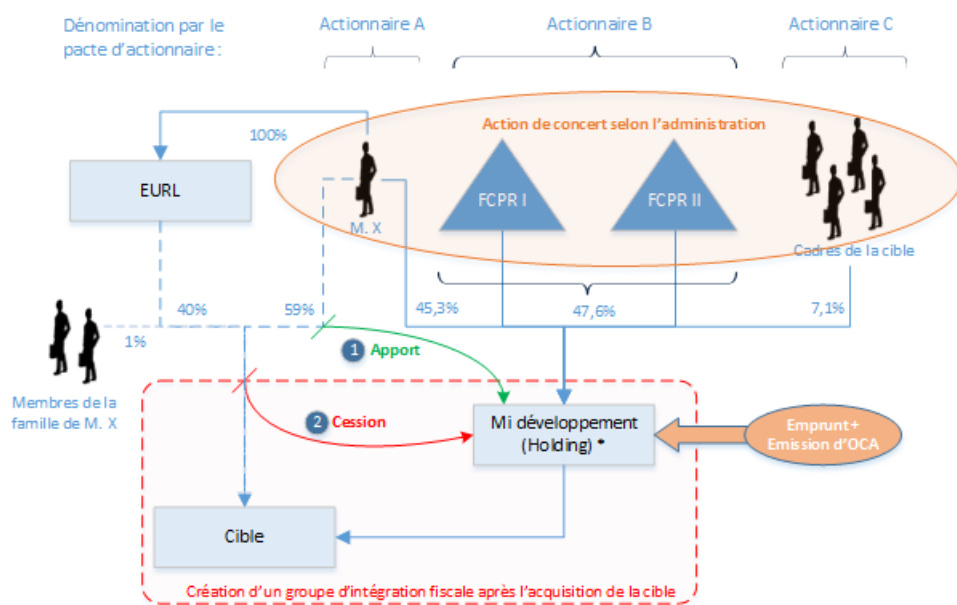 Dénomination par le
pacte d'actionnaire :
Actionnaire A
Actionnaire B
Actionnaire C
Action de concert selon l'administration
100%
EURL
M. X
FCPR I
FCPR II
Cadres de la cible
40%
59%
45,3%
47,6%
7,1%
1%
1 Apport
Membres de la
famille de M. X
2 Cession
Mi développement
(Holding) *
Emprunt+
Emission d'OCA
Cible
Création d'un groupe d'intégration fiscale après l'acquisition de la cible